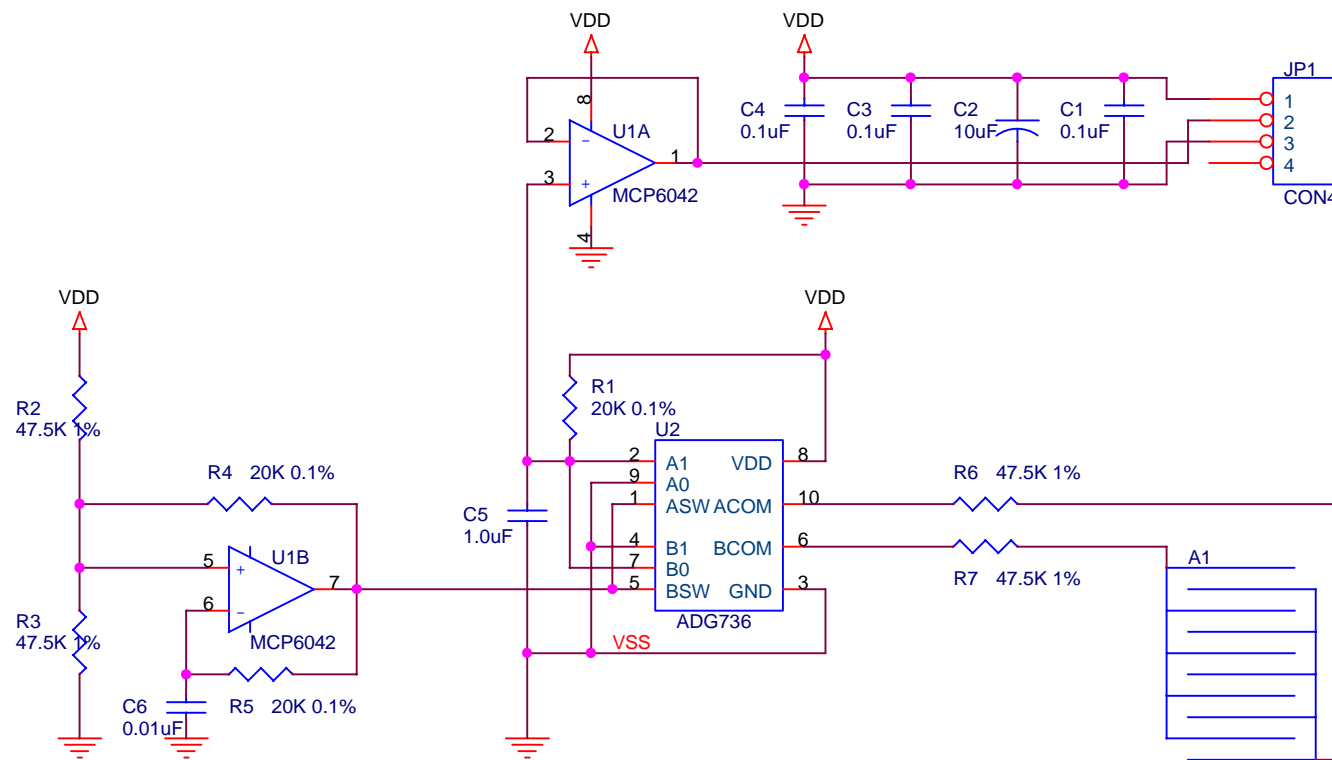 VDD
VDD
JP1
8
C4
0.1uF
C3
0.1uF
C2
10uF
C1
0.1uF
1
2
3
4
U1A
2
1
3
MCP6042
4
CON4
VDD
VDD
R1
20K 0.1%
R2
47.5K 1%
U2
2
A1
VDD
8
9
A0
1
ASW
ACOM
10
4
B1
BCOM
6
7
B0
5
BSW
GND
3
ADG736
R6 47.5K 1%
R4 20K 0.1%
C5
1.0uF
R7 47.5K 1%
A1
U1B
5
7
6
MCP6042
R3
47.5K 1%
VSS
C6
0.01uF
R5 20K 0.1%